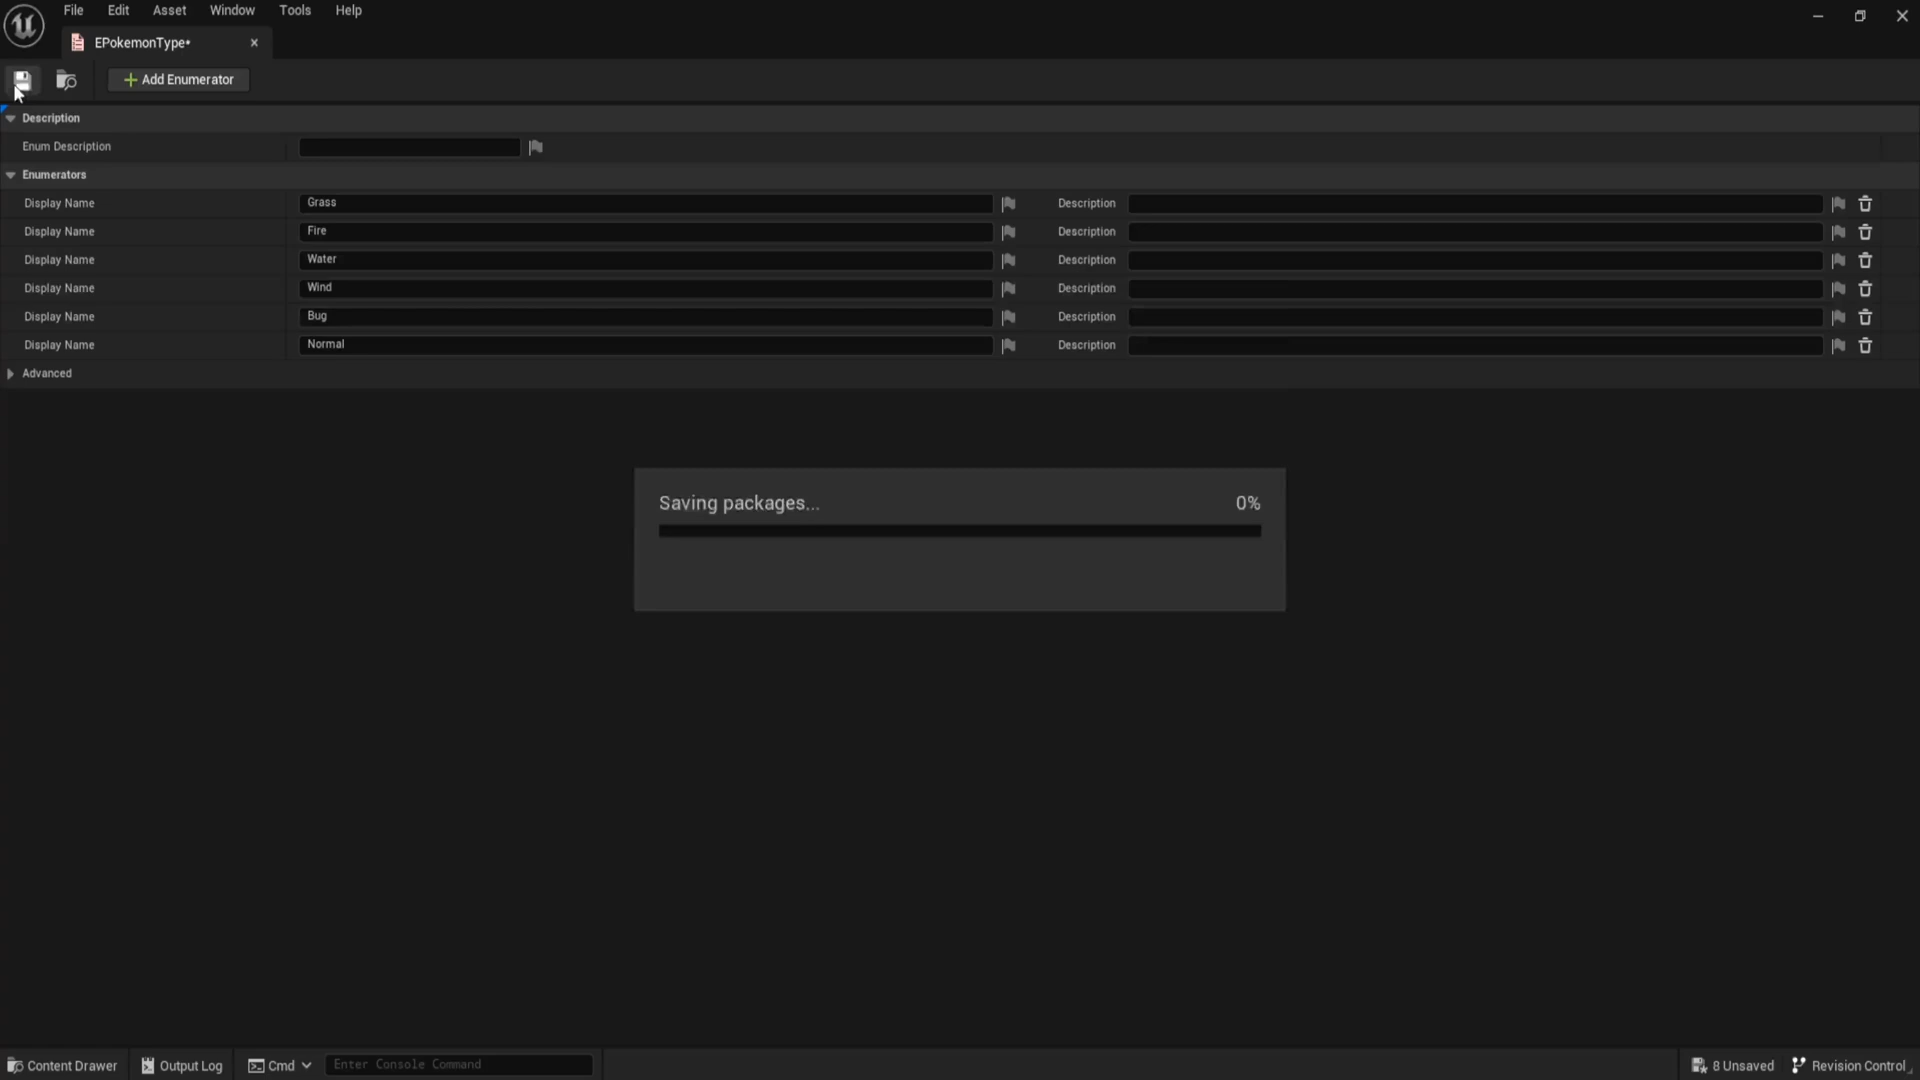 File Edit Asset Window Tools Help
EPokemonType*
Add Enumerator
Description
Enum Description
Enumerators
Display Name Grass Description
Display Name Fire Description
Display Name Water Description
Display Name Wind Description
Display Name Bug Description
Display Name Normal Description
Advanced
Saving packages... 0%
Content Drawer Output Log Cmd Enter Console Command 8 Unsaved Revision Control